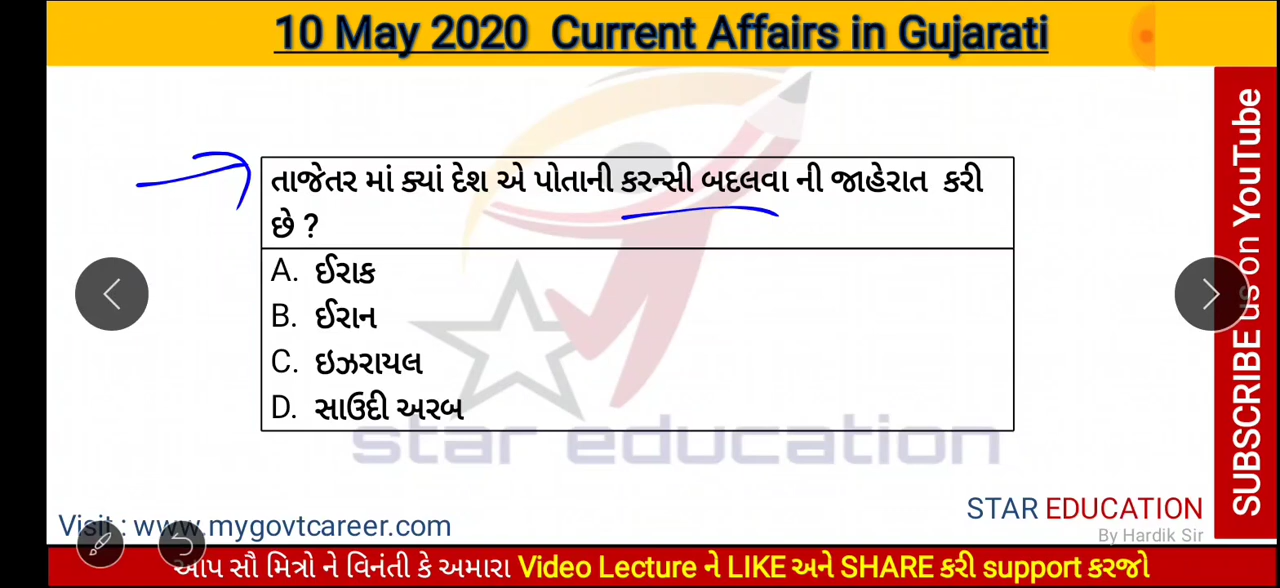 10 May 2020 Current Affairs in Gujarati
તાજેતર માં ક્યાં દેશ એ પોતાની કરન્સી બદલવા ની જાહેરાત કરી
છે ?
A. ઈરાક
B. ઈરાન
C. ઇઝરાયલ
D. સાઉદી અરબ
star education
SUBSCRIBE us on YouTube
STAR EDUCATION
Visit : www.mygovtcareer.com
By Hardik Sir
આપ સૌ મિત્રો ને વિનંતી કે અમારા Video Lecture ને LIKE અને SHARE કરી support કરજો